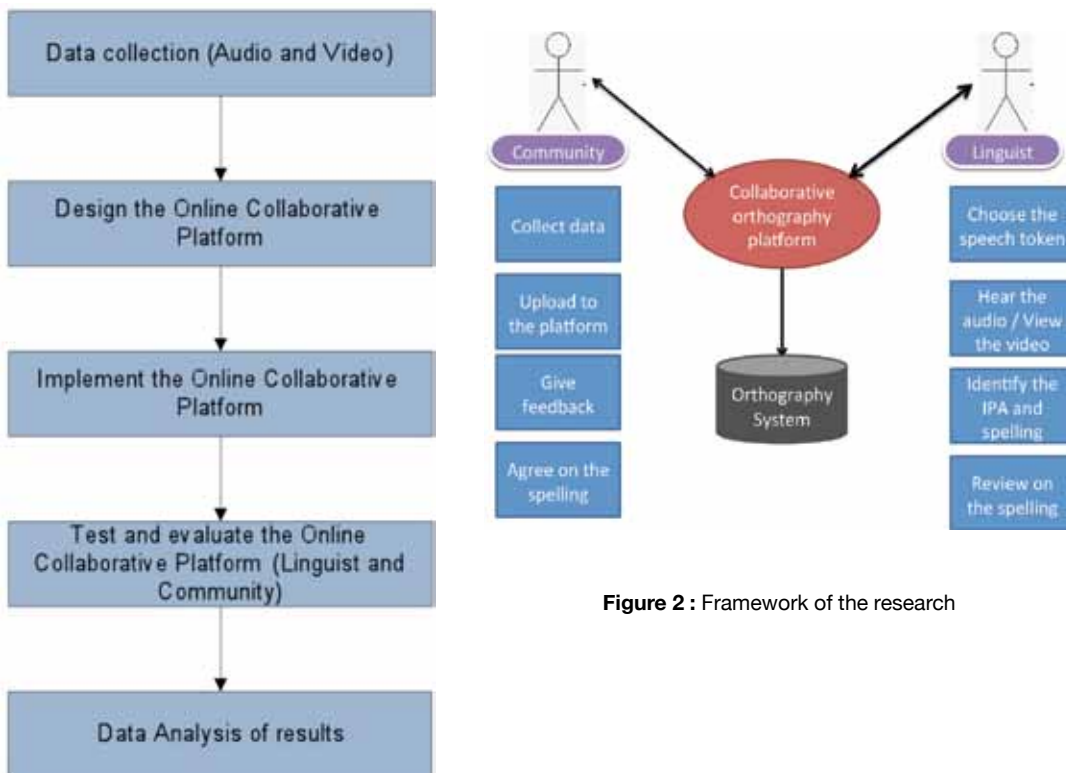 Data collection (Audio and Video)
Design the Online Collaborative
Platform
Implement the Online Collaborative
Platform
Test and evaluate the Online
Collaborative Platform (Linguist and
Community)
Data Analysis of results
Community
Collect data
Upload to
the platform
Give
feedback
Agree on the
spelling
Collaborative
orthography
platform
Orthography
System
Linguist
Choose the
speech token
Hear the
audio / View
the video
Identify the
IPA and
spelling
Review on
the spelling
Figure 2 : Framework of the research